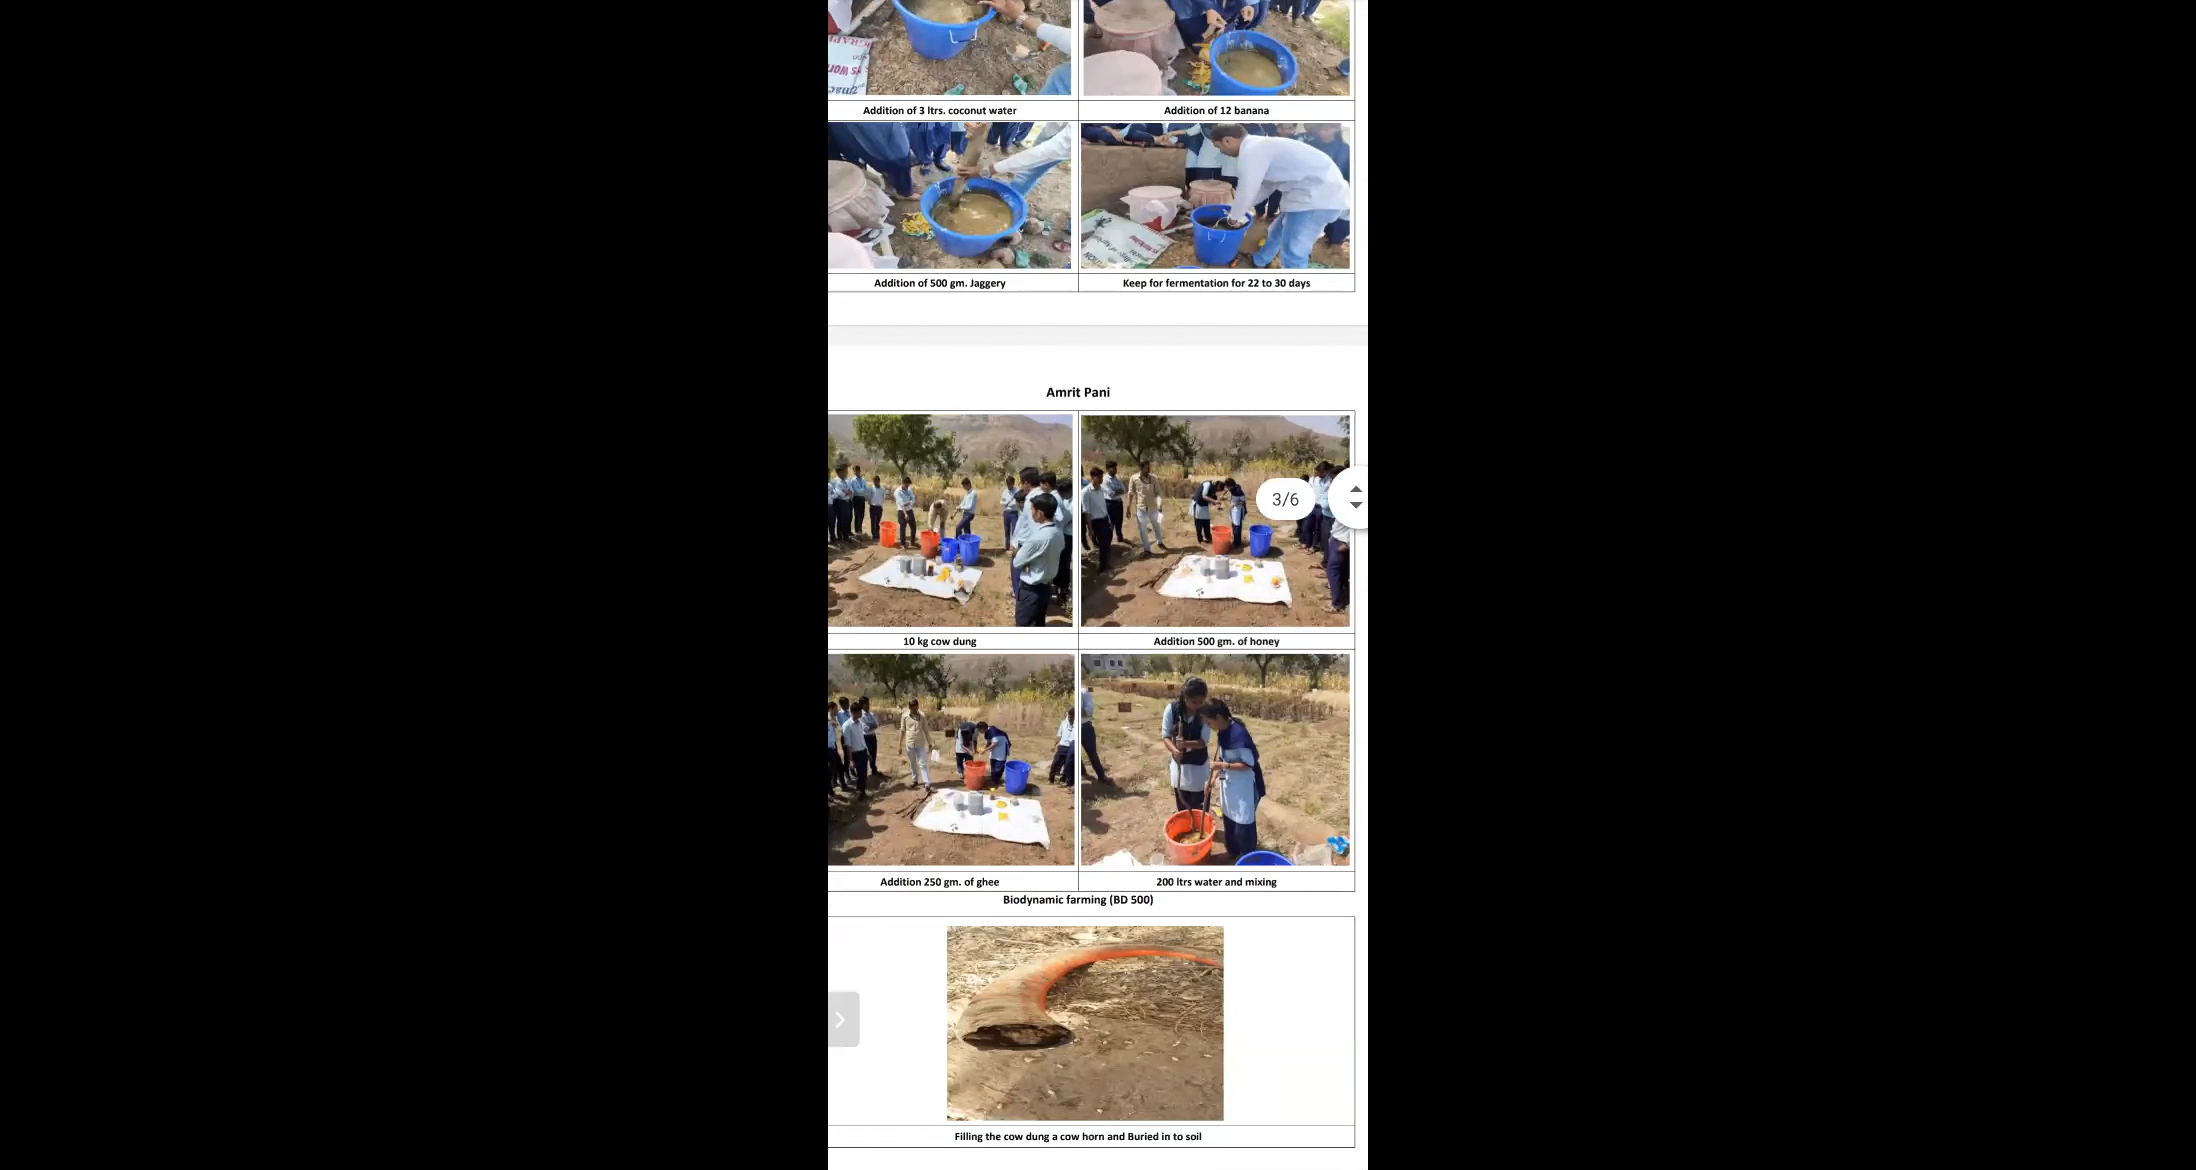 Addition of 3 ltrs. coconut water
Addition of 12 banana
Addition of 500 gm. Jaggery
Keep for fermentation for 22 to 30 days
Amrit Pani
3/6
10 kg cow dung
Addition 500 gm. of honey
Addition 250 gm. of ghee
200 ltrs water and mixing
Biodynamic farming (BD 500)
Filling the cow dung a cow horn and Buried in to soil